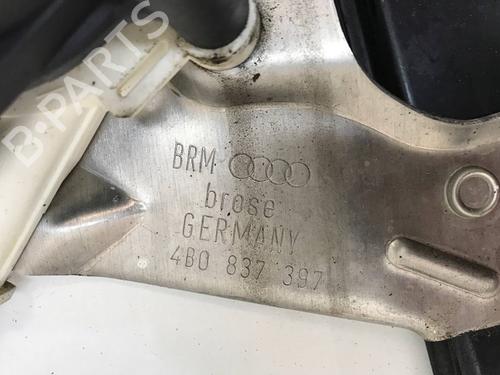 B-PARTS
BRM
brose
GERMANY
4B0 837 397